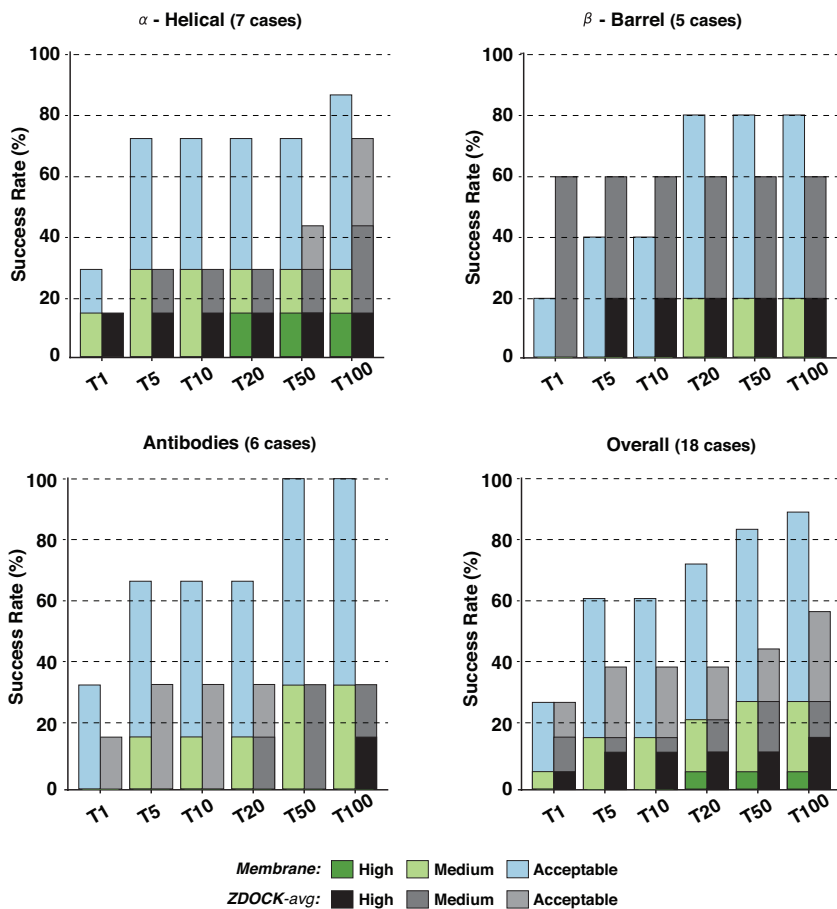 α - Helical (7 cases)
β - Barrel (5 cases)
Success Rate (%)
100
80
60
40
20
0
T1 T5 T10 T20 T50 T100
Success Rate (%)
100
80
60
40
20
0
T1 T5 T10 T20 T50 T100
Antibodies (6 cases)
Overall (18 cases)
Success Rate (%)
100
80
60
40
20
0
T1 T5 T10 T20 T50 T100
Success Rate (%)
100
80
60
40
20
0
T1 T5 T10 T20 T50 T100
Membrane: High Medium Acceptable
ZDOCK-avg: High Medium Acceptable